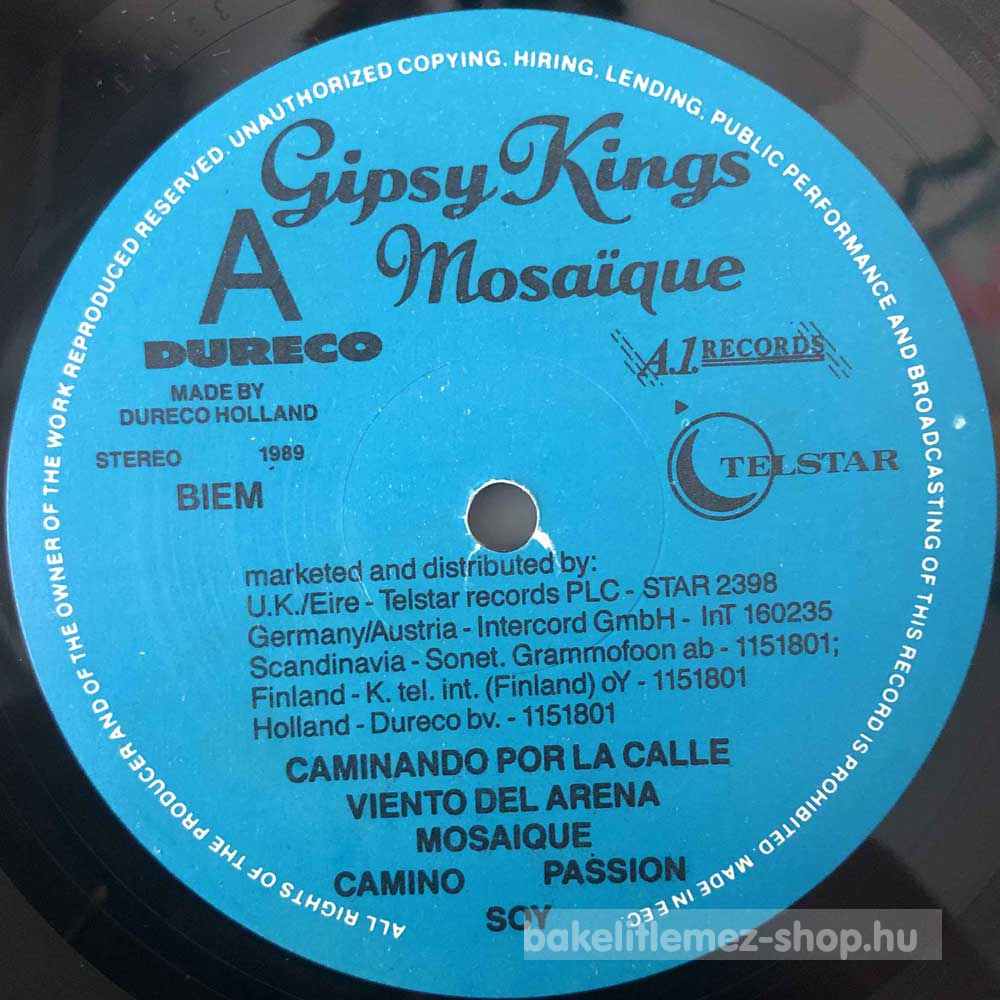 ALL RIGHTS OF THE PRODUCER AND OF THE OWNER OF THE WORK REPRODUCED RESERVED. UNAUTHORIZED COPYING. HIRING. LENDING. PUBLIC PERFORMANCE AND BROADCASTING OF THIS RECORD IS PROHIBITED. MADE IN EEC.
Gipsy Kings
Mosaïque
A
DURECO
MADE BY
DURECO HOLLAND
STEREO 1989
BIEM
A.1. RECORDS
TELSTAR
marketed and distributed by:
U.K./Eire - Telstar records PLC - STAR 2398
Germany/Austria - Intercord GmbH - InT 160235
Scandinavia - Sonet. Grammofoon ab - 1151801;
Finland - K. tel. int. (Finland) oY - 1151801
Holland - Dureco bv. - 1151801
CAMINANDO POR LA CALLE
VIENTO DEL ARENA
MOSAIQUE
CAMINO PASSION
SOY
bakelitlemez-shop.hu